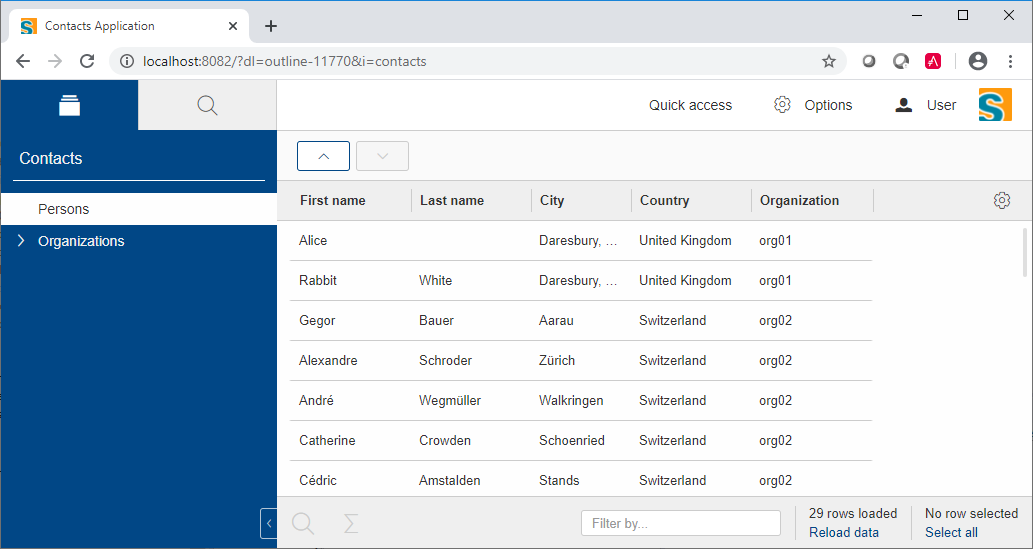 Contacts Application
localhost:8082/?dl=outline-11770&i=contacts
Quick access Options User
Contacts
Persons
Organizations
First name Last name City Country Organization
Alice Daresbury, ... United Kingdom org01
Rabbit White Daresbury, ... United Kingdom org01
Gegor Bauer Aarau Switzerland org02
Alexandre Schroder Zürich Switzerland org02
André Wegmüller Walkringen Switzerland org02
Catherine Crowden Schoenried Switzerland org02
Cédric Amstalden Stands Switzerland org02
Filter by...
29 rows loaded
Reload data
No row selected
Select all